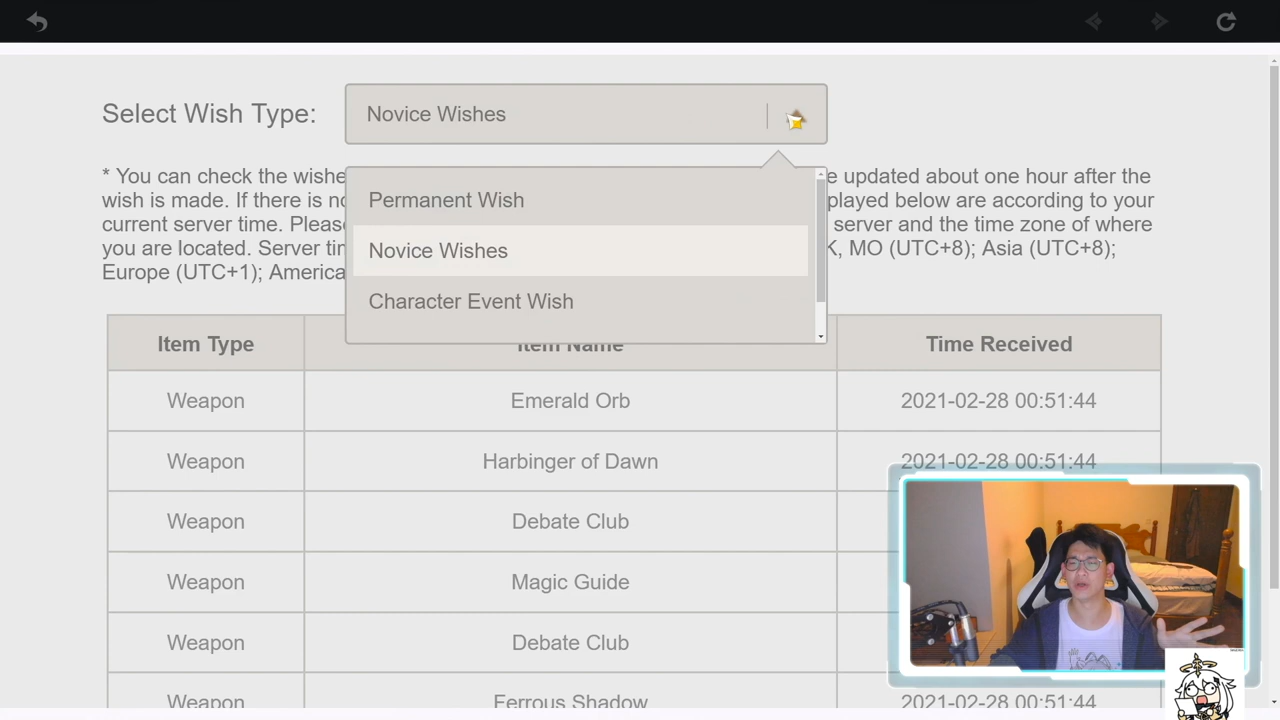 Select Wish Type:
Novice Wishes
Permanent Wish
Novice Wishes
Character Event Wish
* You can check the wishe e updated about one hour after the
wish is made. If there is no played below are according to your
current server time. Pleas server and the time zone of where
you are located. Server tim K, MO (UTC+8); Asia (UTC+8);
Europe (UTC+1); America
Item Type Item Name Time Received
Weapon Emerald Orb 2021-02-28 00:51:44
Weapon Harbinger of Dawn 2021-02-28 00:51:44
Weapon Debate Club
Weapon Magic Guide
Weapon Debate Club
Weapon Ferrous Shadow 2021-02-28 00:51:44